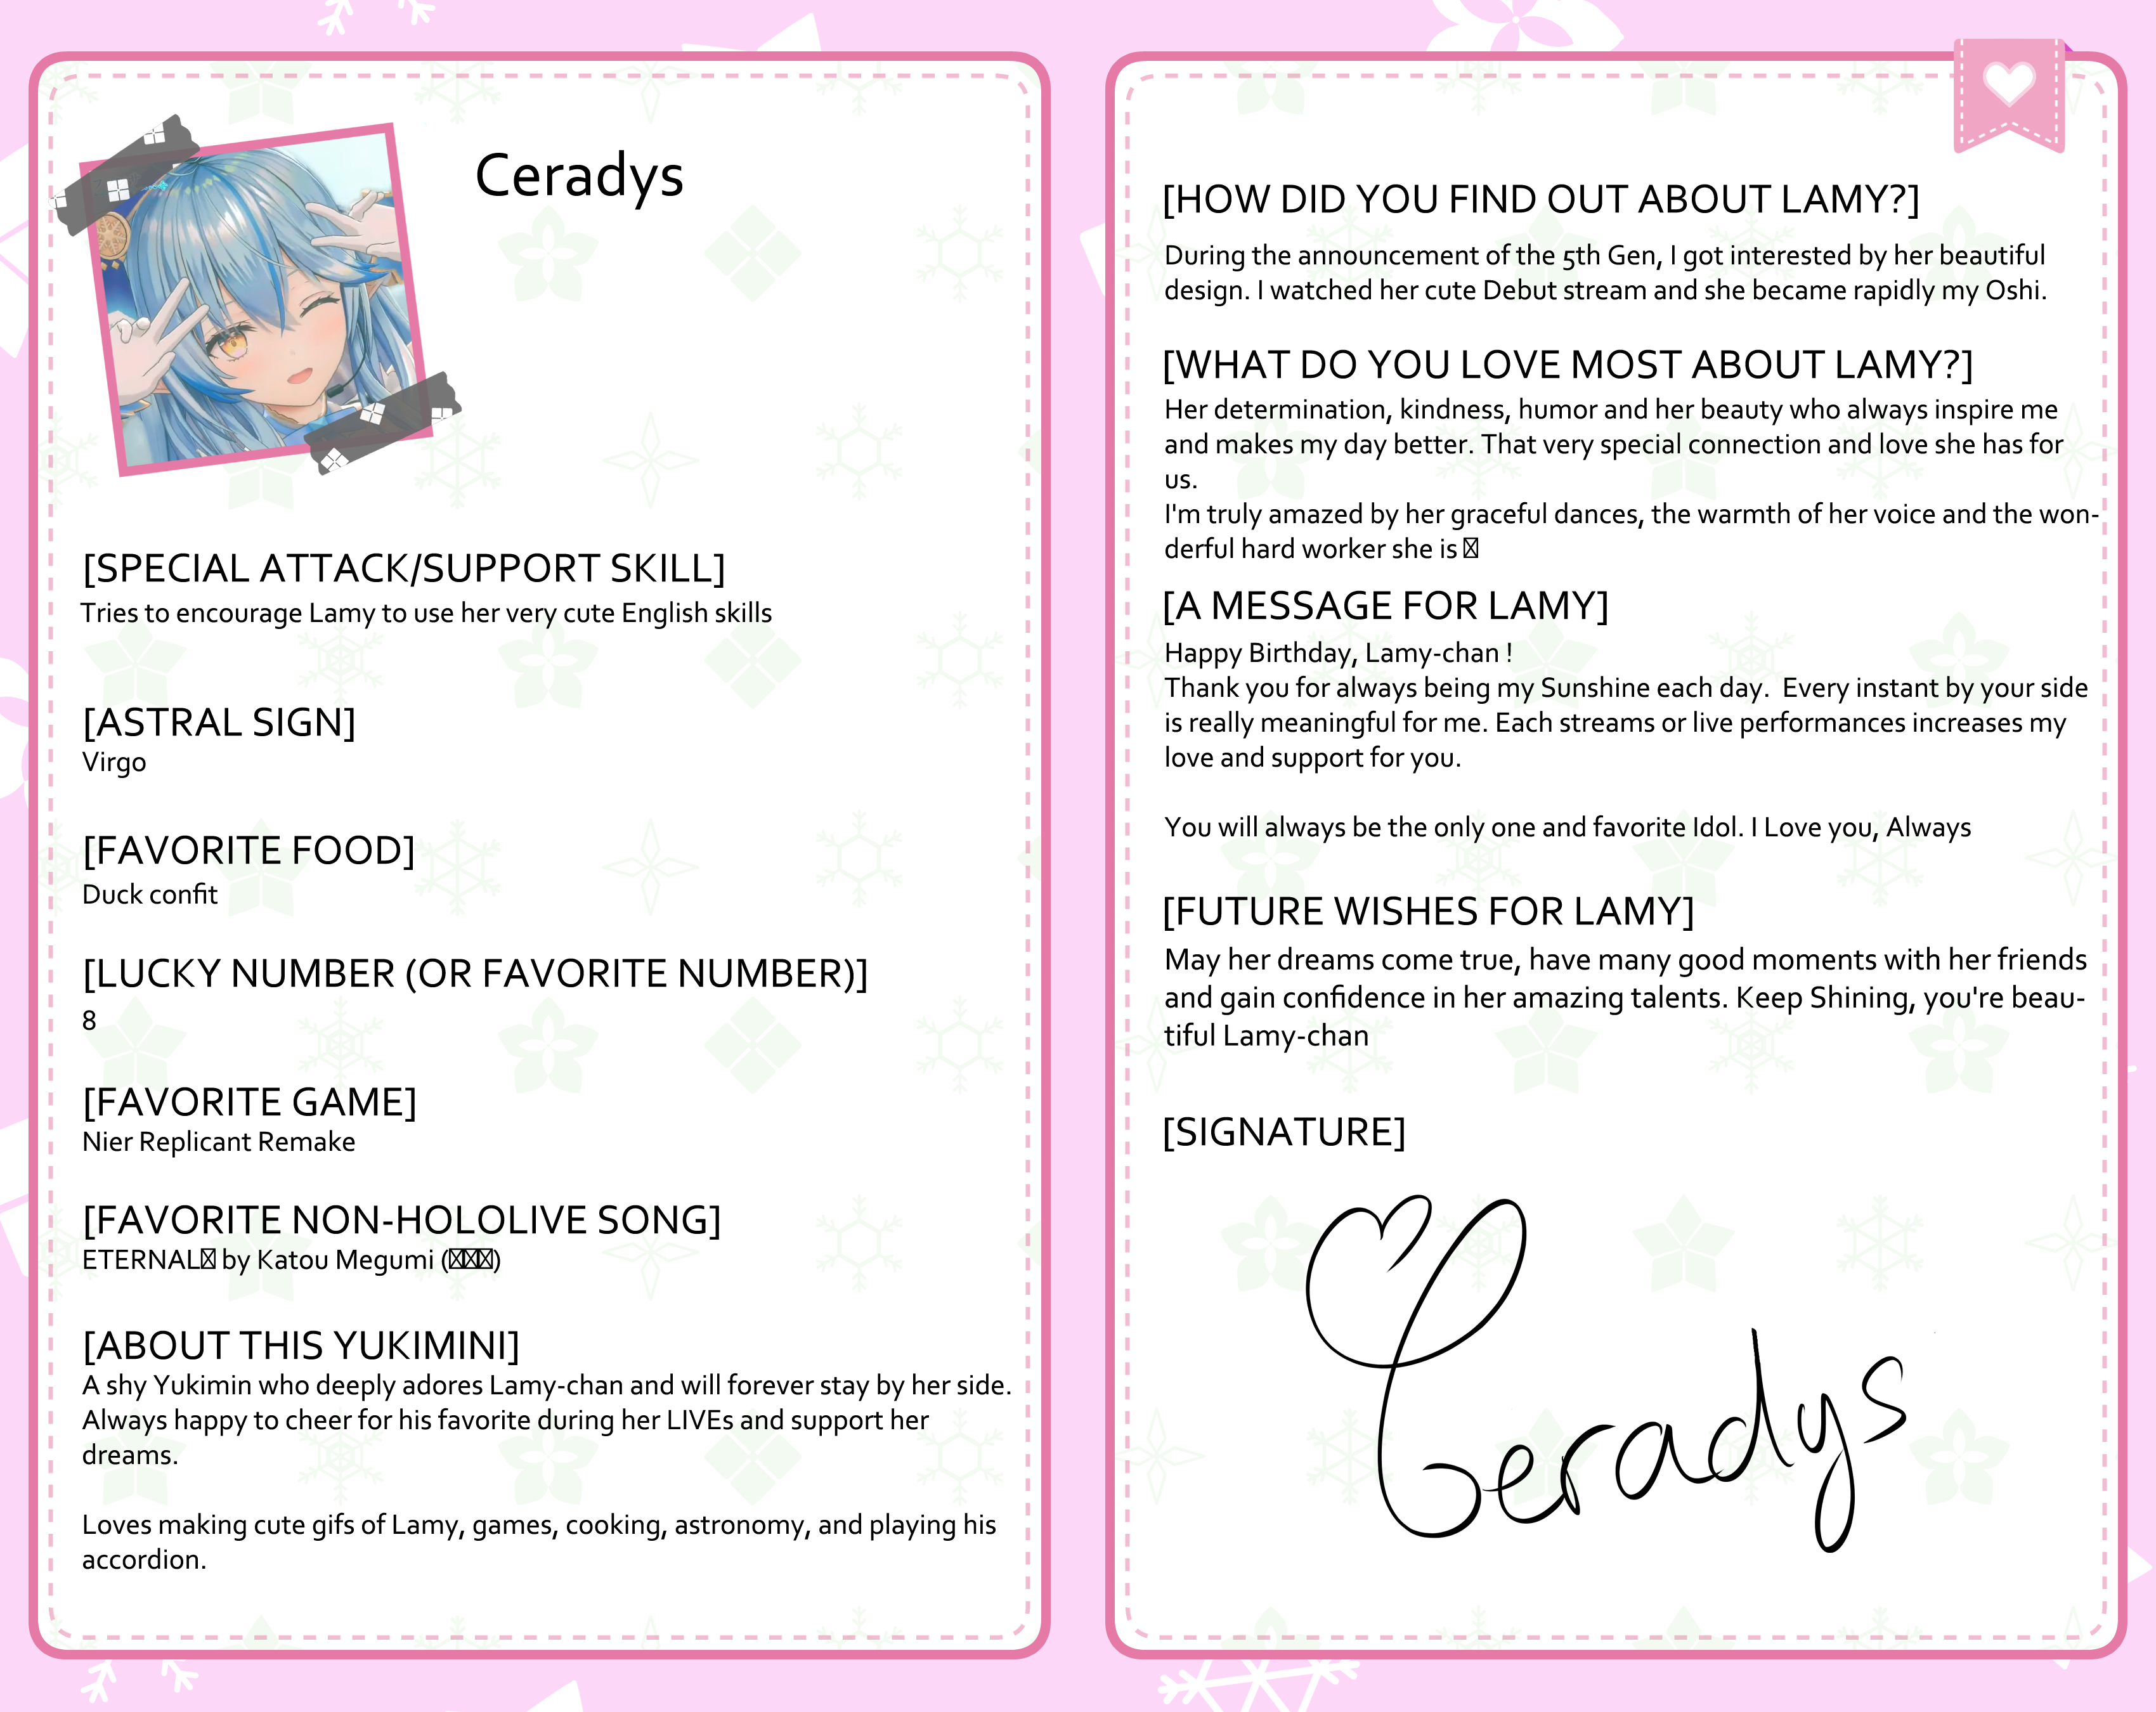 Ceradys
[SPECIAL ATTACK/SUPPORT SKILL]
Tries to encourage Lamy to use her very cute English skills
[ASTRAL SIGN]
Virgo
[FAVORITE FOOD]
Duck confit
[LUCKY NUMBER (OR FAVORITE NUMBER)]
8
[FAVORITE GAME]
Nier Replicant Remake
[FAVORITE NON-HOLOLIVE SONG]
ETERNAL by Katou Megumi ()
[ABOUT THIS YUKIMINI]
A shy Yukimin who deeply adores Lamy-chan and will forever stay by her side.
Always happy to cheer for his favorite during her LIVEs and support her
dreams.
Loves making cute gifs of Lamy, games, cooking, astronomy, and playing his
accordion.
[HOW DID YOU FIND OUT ABOUT LAMY?]
During the announcement of the 5th Gen, I got interested by her beautiful
design. I watched her cute Debut stream and she became rapidly my Oshi.
[WHAT DO YOU LOVE MOST ABOUT LAMY?]
Her determination, kindness, humor and her beauty who always inspire me
and makes my day better. That very special connection and love she has for
us.
I'm truly amazed by her graceful dances, the warmth of her voice and the won-
derful hard worker she is
[A MESSAGE FOR LAMY]
Happy Birthday, Lamy-chan !
Thank you for always being my Sunshine each day.  Every instant by your side
is really meaningful for me. Each streams or live performances increases my
love and support for you.
You will always be the only one and favorite Idol. I Love you, Always
[FUTURE WISHES FOR LAMY]
May her dreams come true, have many good moments with her friends
and gain confidence in her amazing talents. Keep Shining, you're beau-
tiful Lamy-chan
[SIGNATURE]
Ceradys